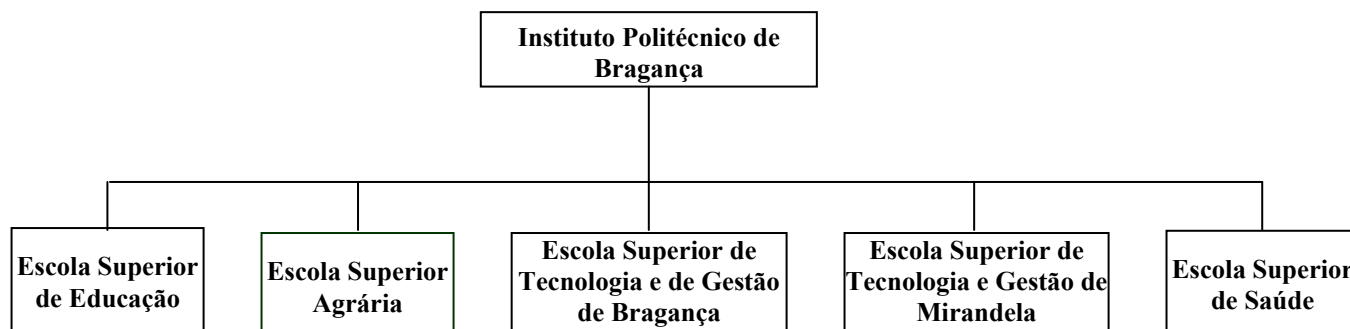 Instituto Politécnico de
Bragança
Escola Superior
de Educação
Escola Superior
Agrária
Escola Superior de
Tecnologia e de Gestão
de Bragança
Escola Superior de
Tecnologia e Gestão de
Mirandela
Escola Superior
de Saúde